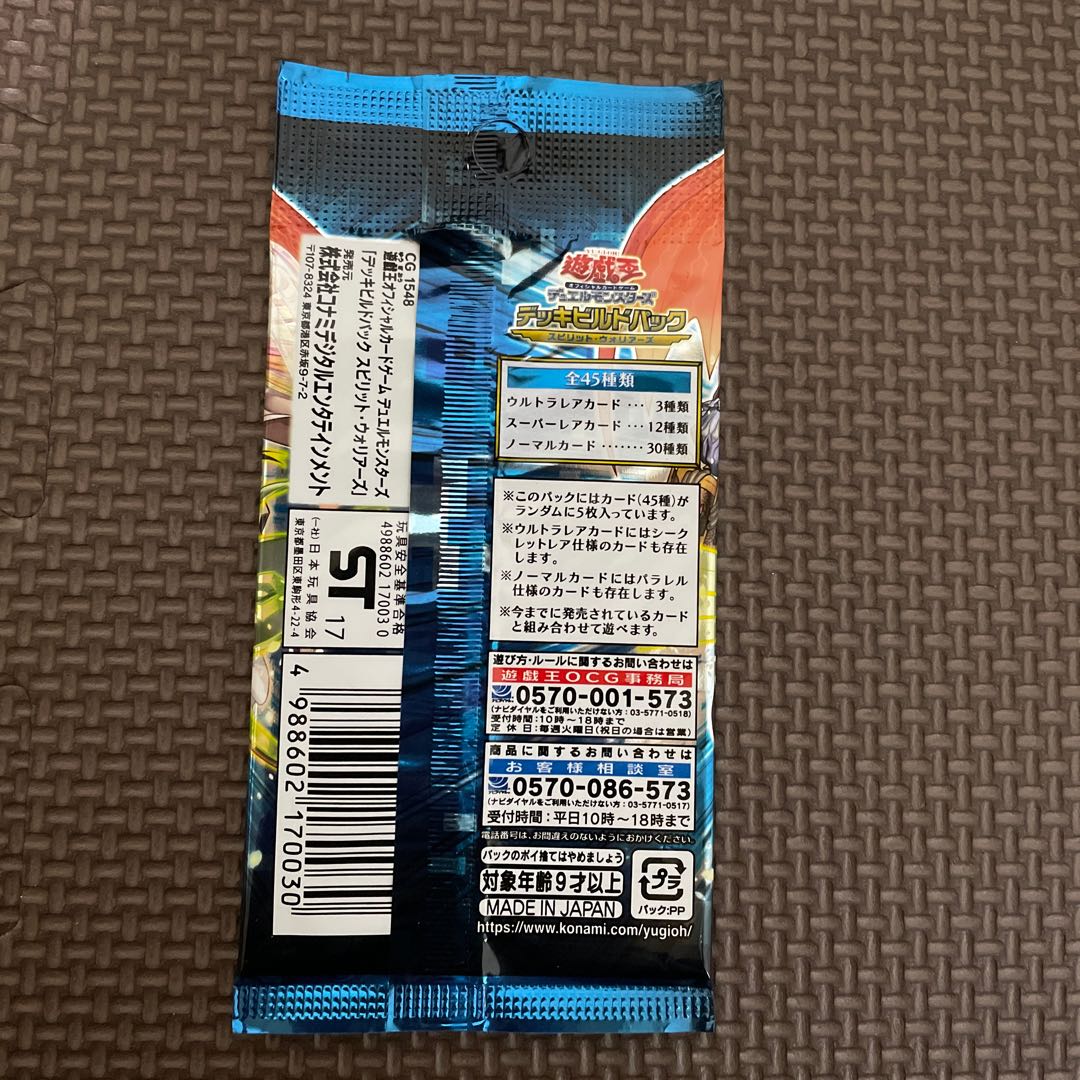 遊戯王
オフィシャルカードゲーム
デュエルモンスターズ
デッキビルドパック
スピリット・ウォリアーズ
全45種類
ウルトラレアカード ‥‥ 3種類
スーパーレアカード ‥‥ 12種類
ノーマルカード ‥‥‥‥ 30種類
※このパックにはカード(45種)が
ランダムに5枚入っています。
※ウルトラレアカードにはシーク
レットレア仕様のカードも存在
します。
※ノーマルカードにはパラレル
仕様のカードも存在します。
※今までに発売されているカード
と組み合わせて遊べます。
遊び方・ルールに関するお問い合わせは
遊戯王OCG事務局
0570-001-573
(ナビダイヤルをご利用いただけない方：03-5771-0518)
受付時間：10時～18時まで
定休日：毎週火曜日(祝日の場合は営業)
商品に関するお問い合わせは
お客様相談室
0570-086-573
(ナビダイヤルをご利用いただけない方：03-5771-0517)
受付時間：平日10時～18時まで
電話番号は、お間違えのないようにおかけください。
パックのポイ捨てはやめましょう
対象年齢9才以上
MADE IN JAPAN
プラ
パック:PP
https://www.konami.com/yugioh/
CG 1548
遊戯王オフィシャルカードゲーム デュエルモンスターズ
「デッキビルドパック スピリット・ウォリアーズ」
発売元
株式会社コナミデジタルエンタテインメント
〒107-8324 東京都港区赤坂9-7-2
玩具安全基準合格
4988602 17003 0
ST 17
(一社)日本玩具協会
東京都墨田区東駒形4-22-4
4 988602 170030